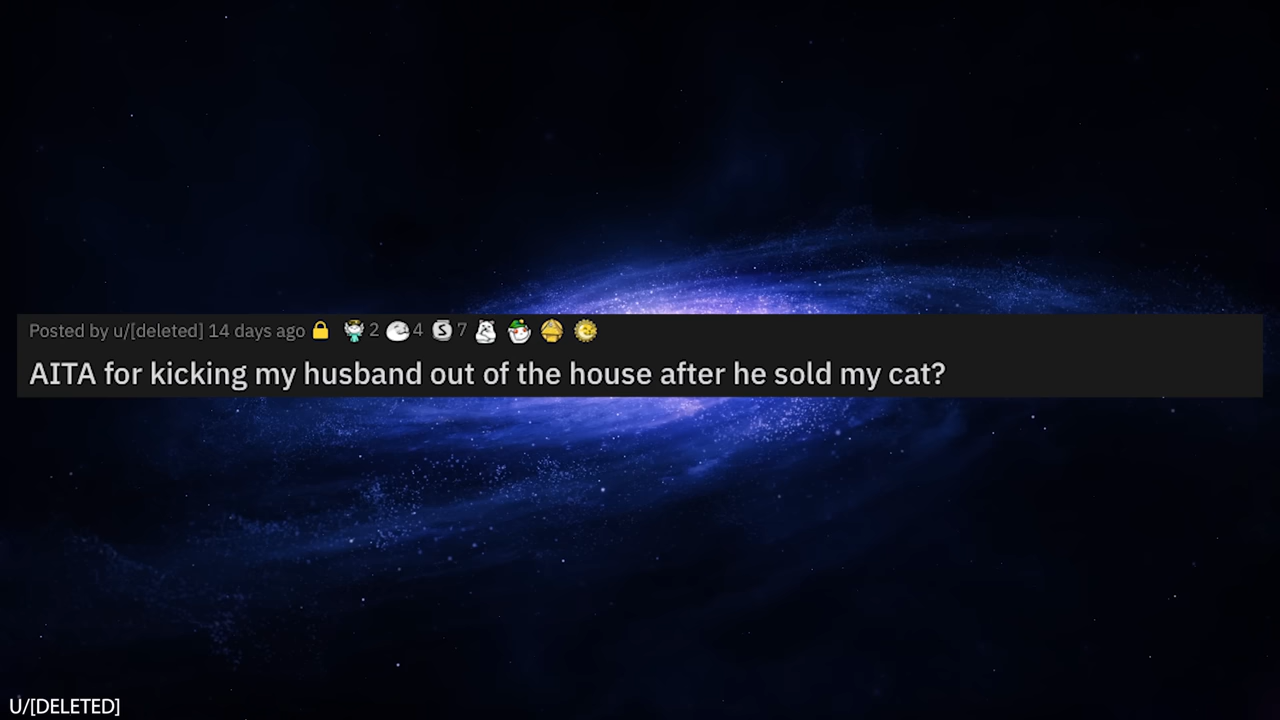 Posted by u/[deleted] 14 days ago 2 4 S 7
AITA for kicking my husband out of the house after he sold my cat?
U/[DELETED]